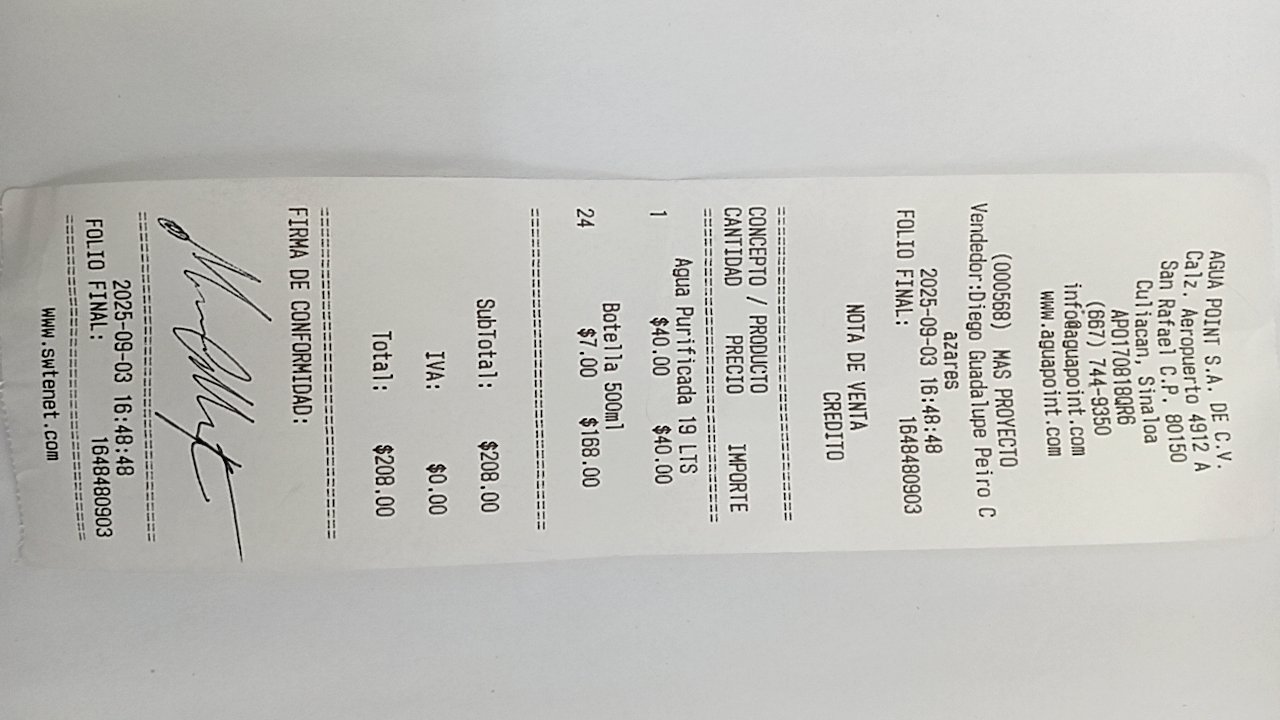 AGUA POINT S.A. DE C.V.
Calz. Aeropuerto 4912 A
San Rafael C.P. 80150
Culiacan, Sinaloa
APO170818QR6
(667) 744-9350
info@aguapoint.com
www.aguapoint.com
(000568) MAS PROYECTO
Vendedor:Diego Guadalupe Peiro C
azares
2025-09-03 16:48:48
FOLIO FINAL: 1648480903
NOTA DE VENTA
CREDITO
================================
CONCEPTO / PRODUCTO
CANTIDAD PRECIO IMPORTE
================================
Agua Purificada 19 LTS
1 $40.00 $40.00
Botella 500ml
24 $7.00 $168.00
================================
SubTotal: $208.00
IVA: $0.00
Total: $208.00
================================
FIRMA DE CONFORMIDAD:
================================
2025-09-03 16:48:48
FOLIO FINAL: 1648480903
================================
www.swtenet.com